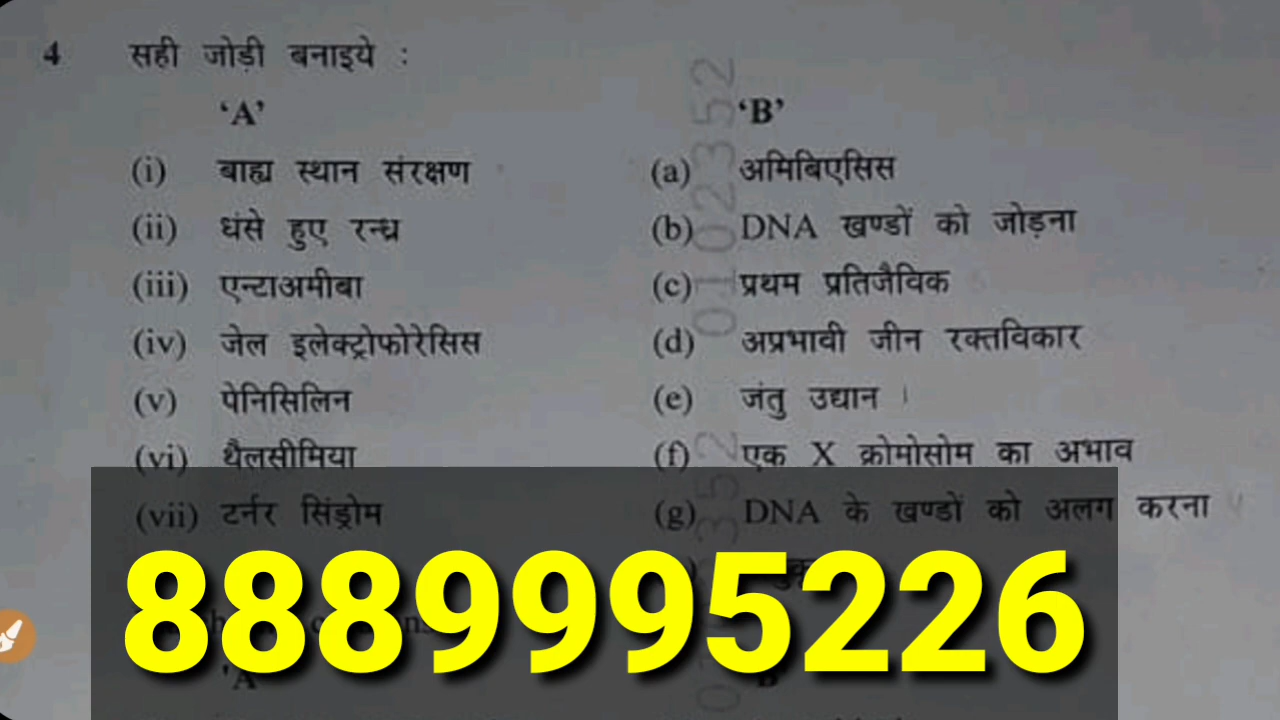 4 सही जोड़ी बनाइये :
'A' 'B'
(i) बाह्य स्थान संरक्षण (a) अमिबिएसिस
(ii) धंसे हुए रन्ध्र (b) DNA खण्डों को जोड़ना
(iii) एन्टाअमीबा (c) प्रथम प्रतिजैविक
(iv) जेल इलेक्ट्रोफोरेसिस (d) अप्रभावी जीन रक्तविकार
(v) पेनिसिलिन (e) जंतु उद्यान
(vi) थैलसीमिया (f) एक X क्रोमोसोम का अभाव
(vii) टर्नर सिंड्रोम (g) DNA के खण्डों को अलग करना
8889995226
'A' 'B'
01023352